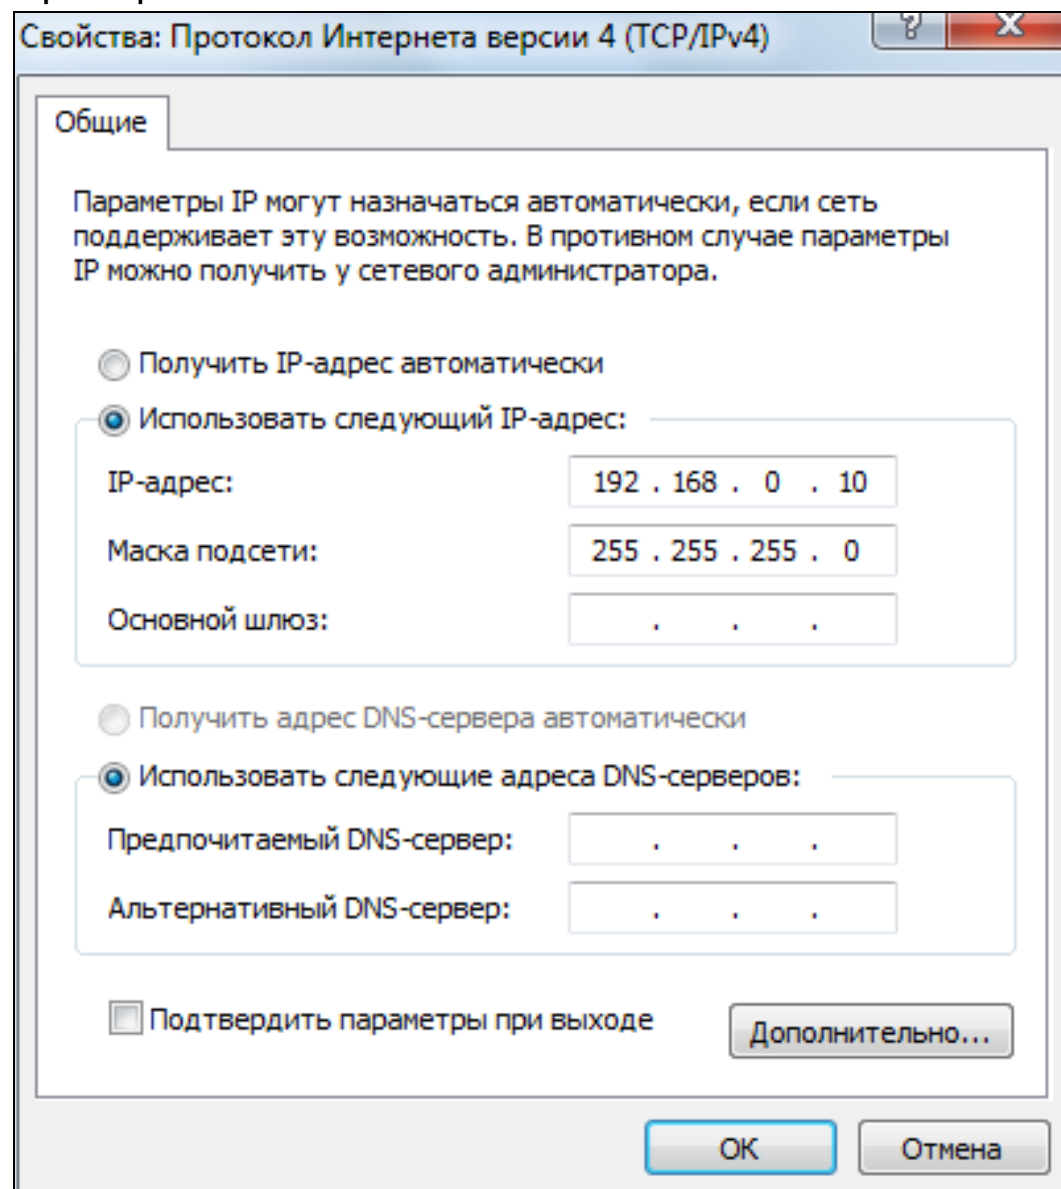 Свойства: Протокол Интернета версии 4 (TCP/IPv4)
Общие
Параметры IP могут назначаться автоматически, если сеть
поддерживает эту возможность. В противном случае параметры
IP можно получить у сетевого администратора.
Получить IP-адрес автоматически
Использовать следующий IP-адрес:
IP-адрес: 192 . 168 . 0 . 10
Маска подсети: 255 . 255 . 255 . 0
Основной шлюз: . . .
Получить адрес DNS-сервера автоматически
Использовать следующие адреса DNS-серверов:
Предпочитаемый DNS-сервер: . . .
Альтернативный DNS-сервер: . . .
Подтвердить параметры при выходе
Дополнительно...
ОК Отмена